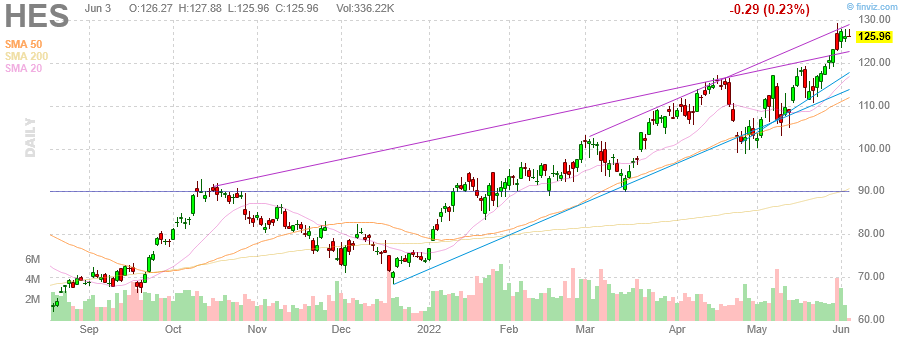 HES Jun 3 O:126.27 H:127.88 L:125.96 C:125.96 Vol:336.22K -0.29 (0.23%) © finviz.com
SMA 50
SMA 200
SMA 20
DAILY
130.00
125.96
120.00
110.00
100.00
90.00
80.00
70.00
60.00
6M
4M
2M
Sep Oct Nov Dec 2022 Feb Mar Apr May Jun